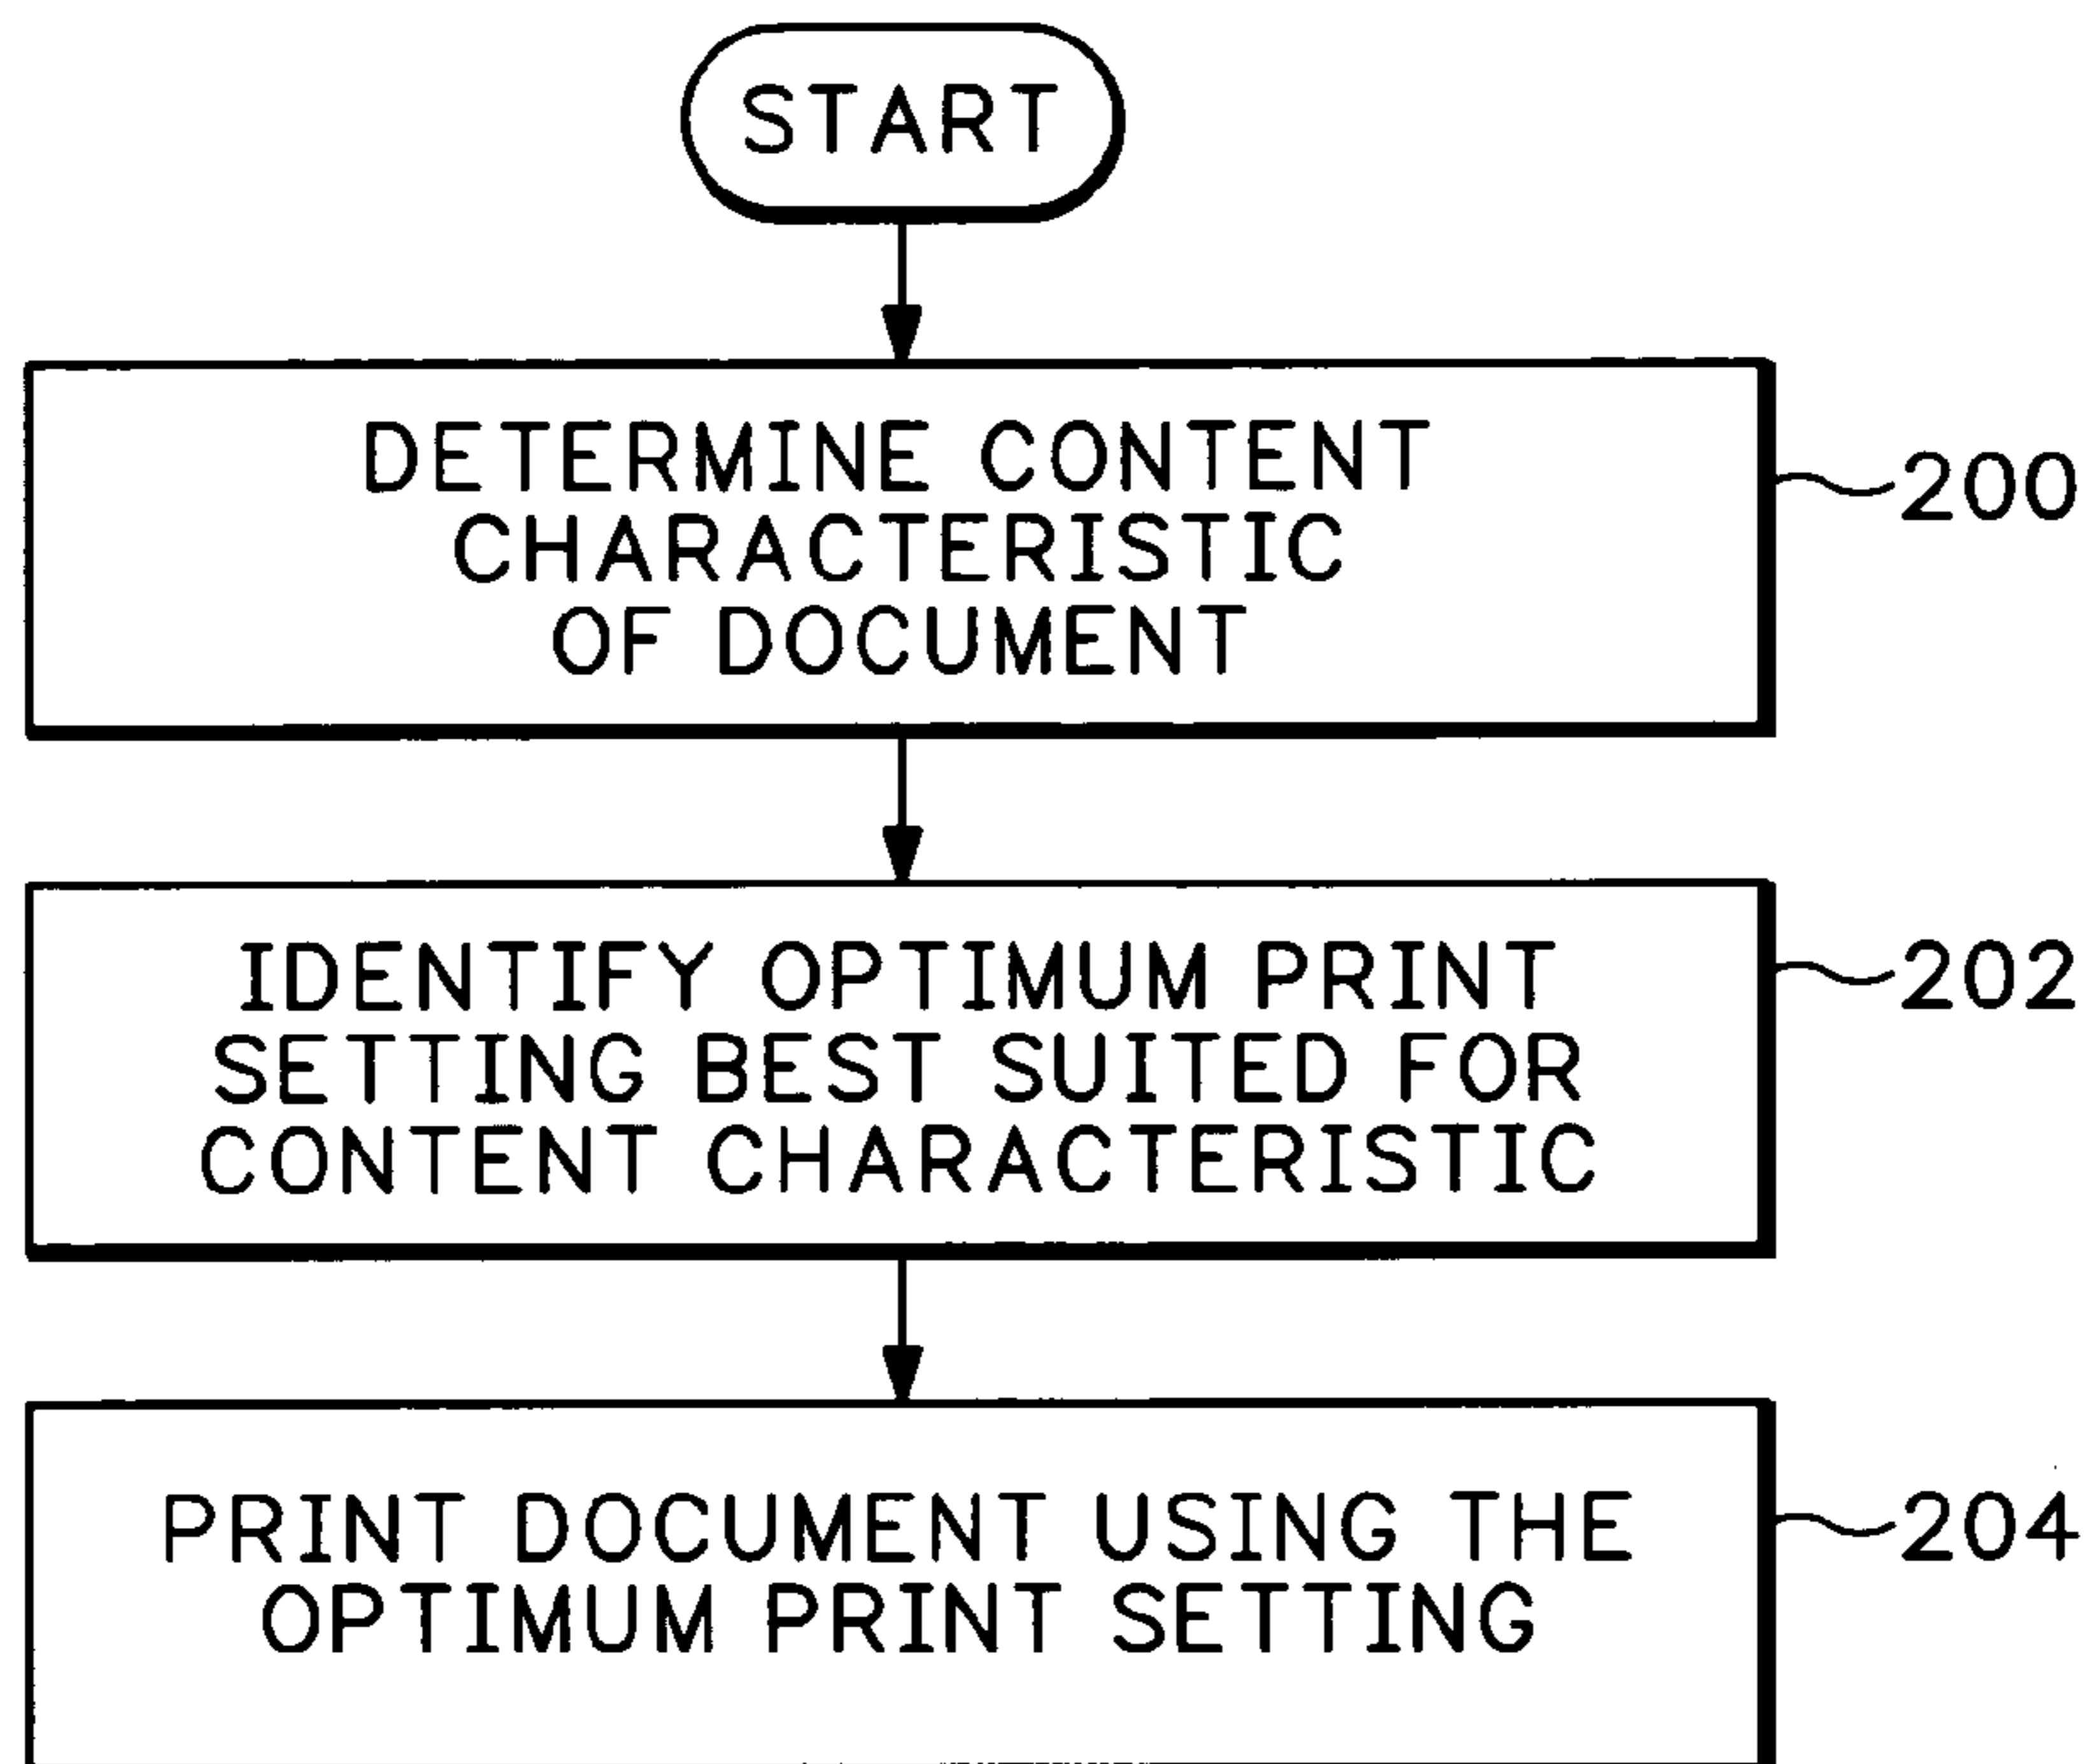 START
DETERMINE CONTENT
CHARACTERISTIC
OF DOCUMENT
200
IDENTIFY OPTIMUM PRINT
SETTING BEST SUITED FOR
CONTENT CHARACTERISTIC
202
PRINT DOCUMENT USING THE
OPTIMUM PRINT SETTING
204